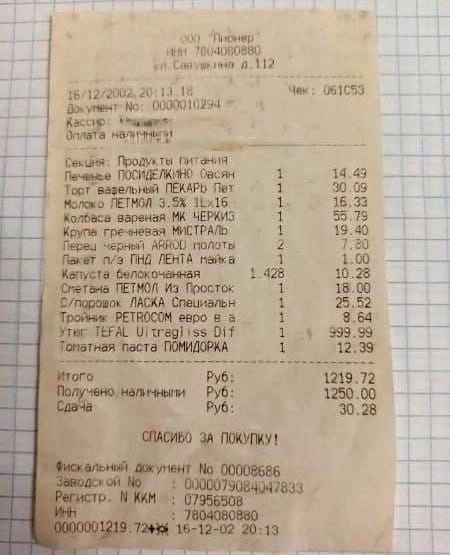 ООО "Пионер"
ИНН 7804080880
ул.Савушкина д.112
16/12/2002 20:13.18 Чек: 061C53
Документ No: 0000010294
Кассир:
Оплата наличными
Секция: Продукты питания
Печенье ПОСИДЕЛКИНО Овсян 1 14.49
Торт вафельный ПЕКАРЬ Пет 1 30.09
Молоко ПЕТМОЛ 3.5% 1Lx16 1 16.33
Колбаса вареная МК ЧЕРКИЗ 1 55.79
Крупа гречневая МИСТРАЛЬ 1 19.40
Перец черный ARROD молоты 2 7.80
Пакет п/э ПНД ЛЕНТА майка 1 1.00
Капуста белокочанная 1.428 10.28
Сметана ПЕТМОЛ Из Просток 1 18.00
С/порошок ЛАСКА Специальн 1 25.52
Тройник PETROCOM евро в а 1 8.64
Утюг TEFAL Ultragliss Dif 1 999.99
Томатная паста ПОМИДОРКА 1 12.39
Итого Руб: 1219.72
Получено наличными Руб: 1250.00
Сдача Руб: 30.28
СПАСИБО ЗА ПОКУПКУ!
Фискальный документ No 00008686
Заводской No : 0000079084047833
Регистр. N ККМ : 07956508
ИНН : 7804080880
0000001219.72 16-12-02 20:13